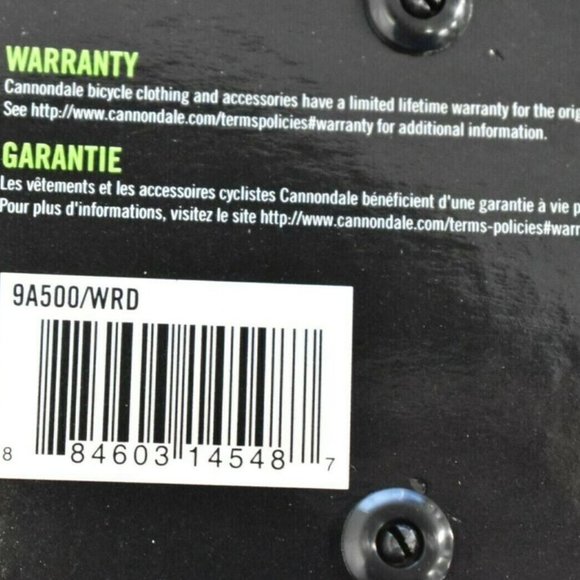 WARRANTY
Cannondale bicycle clothing and accessories have a limited lifetime warranty for the
See http://www.cannondale.com/termspolicies#warranty for additional information.
GARANTIE
Les vêtements et les accessoires cyclistes Cannondale bénéficient d'une garantie à vie
Pour plus d'informations, visitez le site http://www.cannondale.com/terms-policies#warr
9A500/WRD
8 84603 14548 7